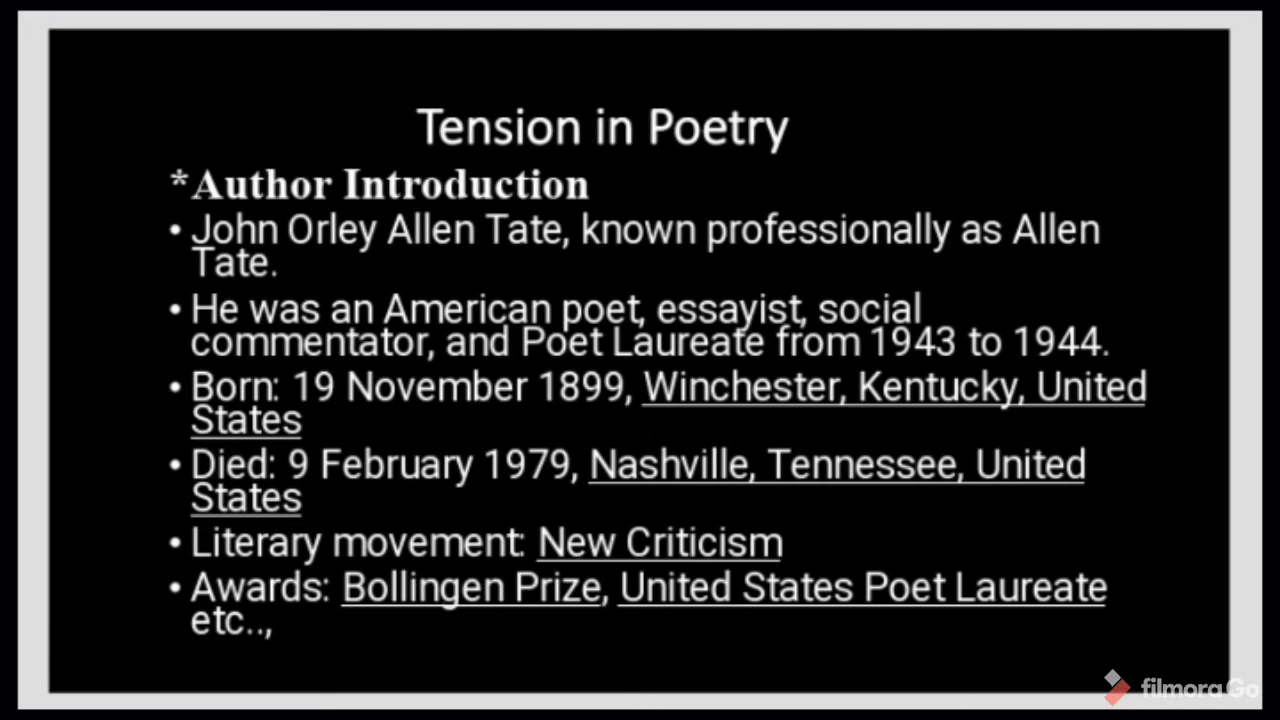 Tension in Poetry
*Author Introduction
• John Orley Allen Tate, known professionally as Allen
Tate.
• He was an American poet, essayist, social
commentator, and Poet Laureate from 1943 to 1944.
• Born: 19 November 1899, Winchester, Kentucky, United
States
• Died: 9 February 1979, Nashville, Tennessee, United
States
• Literary movement: New Criticism
• Awards: Bollingen Prize, United States Poet Laureate
etc..,
filmora Go